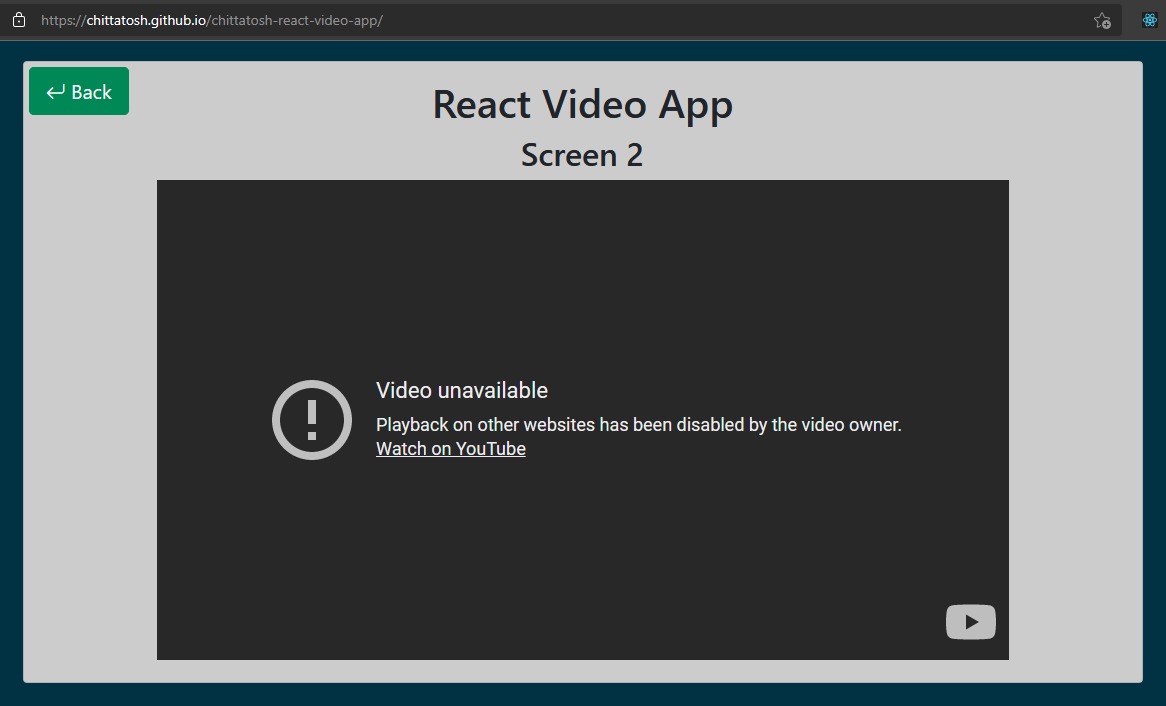 https://chittatosh.github.io/chittatosh-react-video-app/
Back
React Video App
Screen 2
Video unavailable
Playback on other websites has been disabled by the video owner.
Watch on YouTube